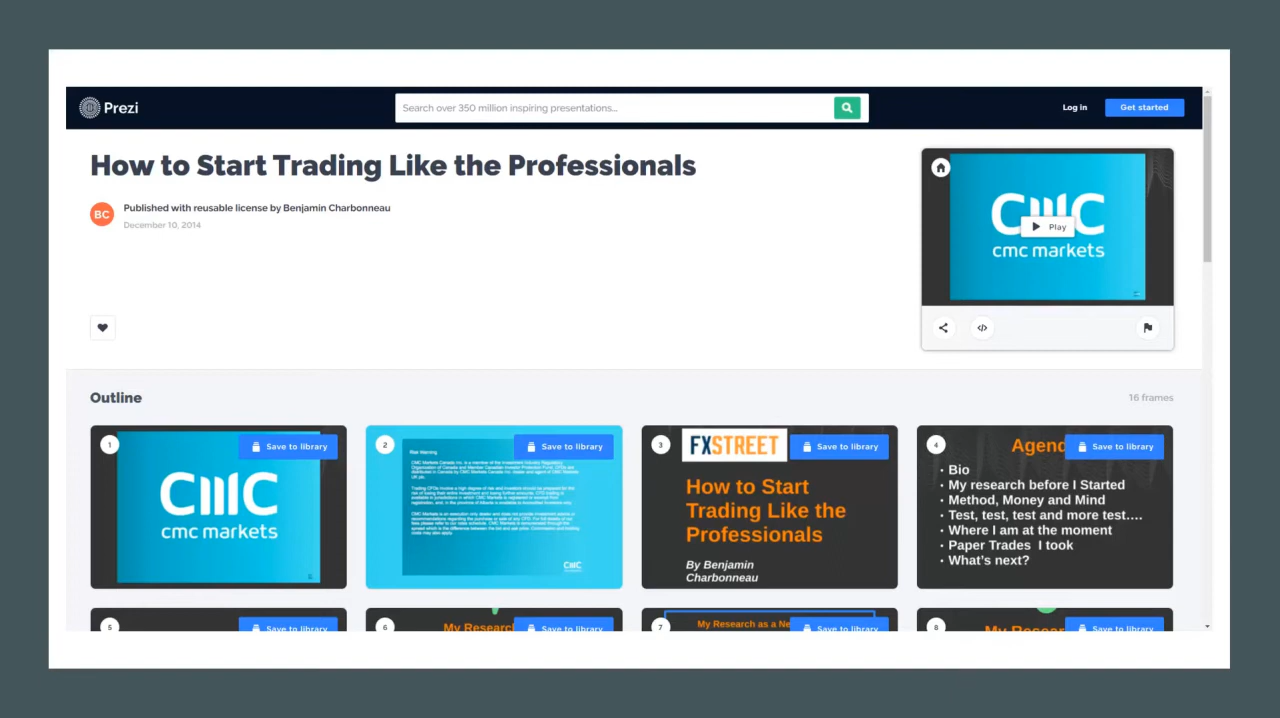 Prezi
Search over 350 million inspiring presentations...
Log in
Get started
How to Start Trading Like the Professionals
BC
Published with reusable license by Benjamin Charbonneau
December 10, 2014
CMC
cmc markets
Play
Outline
16 frames
1
Save to library
CMC
cmc markets
2
Save to library
Risk Warning
CMC
3
Save to library
FXSTREET
How to Start
Trading Like the
Professionals
By Benjamin
Charbonneau
4
Save to library
Agend
• Bio
• My research before I Started
• Method, Money and Mind
• Test, test, test and more test....
• Where I am at the moment
• Paper Trades I took
• What's next?
5
Save to library
6
Save to library
My Research
7
Save to library
My Research as a Ne
8
Save to library
My Resear